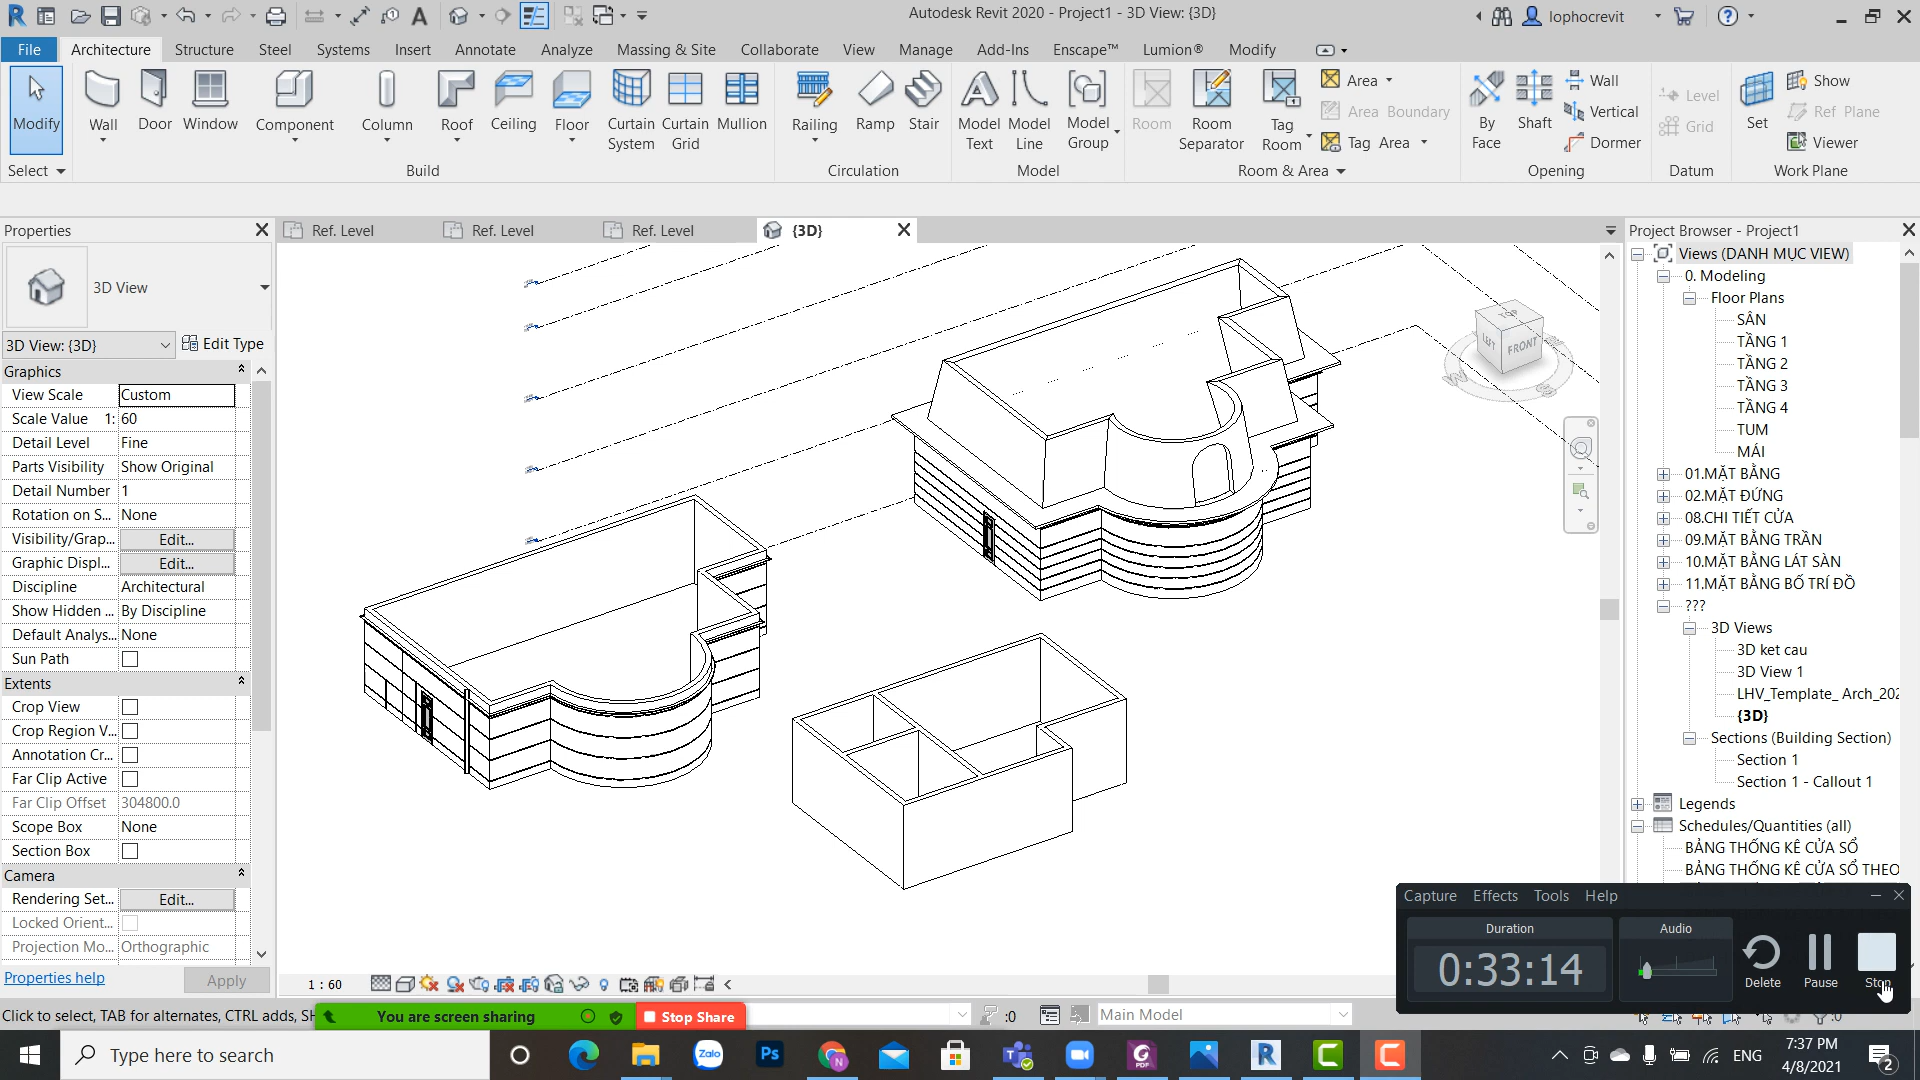 Autodesk Revit 2020 - Project1 - 3D View: {3D}
lophocrevit
File Architecture Structure Steel Systems Insert Annotate Analyze Massing & Site Collaborate View Manage Add-Ins Enscape™ Lumion® Modify
Modify Wall Door Window Component Column Roof Ceiling Floor Curtain System Curtain Grid Mullion Railing Ramp Stair Model Text Model Line Model Group Room Room Separator Tag Room Area Area Boundary Tag Area By Face Shaft Wall Vertical Dormer Level Grid Set Show Ref Plane Viewer
Select Build Circulation Model Room & Area Opening Datum Work Plane
Properties
Ref. Level Ref. Level Ref. Level {3D}
3D View
3D View: {3D} Edit Type
Graphics
View Scale Custom
Scale Value 1: 60
Detail Level Fine
Parts Visibility Show Original
Detail Number 1
Rotation on S... None
Visibility/Grap... Edit...
Graphic Displ... Edit...
Discipline Architectural
Show Hidden ... By Discipline
Default Analys... None
Sun Path
Extents
Crop View
Crop Region V...
Annotation Cr...
Far Clip Active
Far Clip Offset 304800.0
Scope Box None
Section Box
Camera
Rendering Set... Edit...
Locked Orient...
Projection Mo... Orthographic
Properties help Apply
TOP
LEFT FRONT
W
1 : 60
Project Browser - Project1
Views (DANH MỤC VIEW)
0. Modeling
Floor Plans
SÂN
TẦNG 1
TẦNG 2
TẦNG 3
TẦNG 4
TUM
MÁI
01.MẶT BẰNG
02.MẶT ĐỨNG
08.CHI TIẾT CỬA
09.MẶT BẰNG TRẦN
10.MẶT BẰNG LÁT SÀN
11.MẶT BẰNG BỐ TRÍ ĐỒ
???
3D Views
3D ket cau
3D View 1
LHV_Template_ Arch_202
{3D}
Sections (Building Section)
Section 1
Section 1 - Callout 1
Legends
Schedules/Quantities (all)
BẢNG THỐNG KÊ CỬA SỔ
BẢNG THỐNG KÊ CỬA SỔ THEO
Capture Effects Tools Help
Duration Audio
0:33:14
Delete Pause Stop
Click to select, TAB for alternates, CTRL adds, SH
You are screen sharing Stop Share
:0 Main Model :0
Type here to search
Zalo Ps N PDF R C C
ENG
7:37 PM
4/8/2021
2